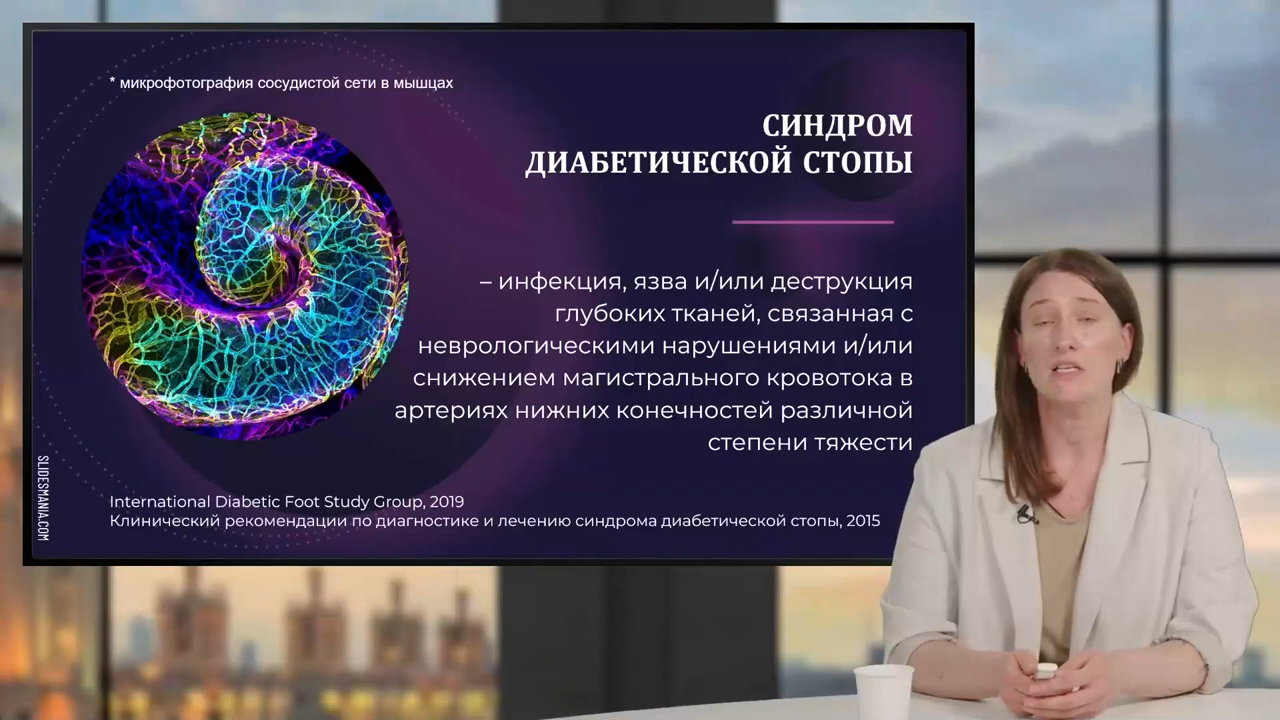 * микрофотография сосудистой сети в мышцах
СИНДРОМ
ДИАБЕТИЧЕСКОЙ СТОПЫ
– инфекция, язва и/или деструкция
глубоких тканей, связанная с
неврологическими нарушениями и/или
снижением магистрального кровотока в
артериях нижних конечностей различной
степени тяжести
SLIDESMANIA.COM
International Diabetic Foot Study Group, 2019
Клинический рекомендации по диагностике и лечению синдрома диабетической стопы, 2015